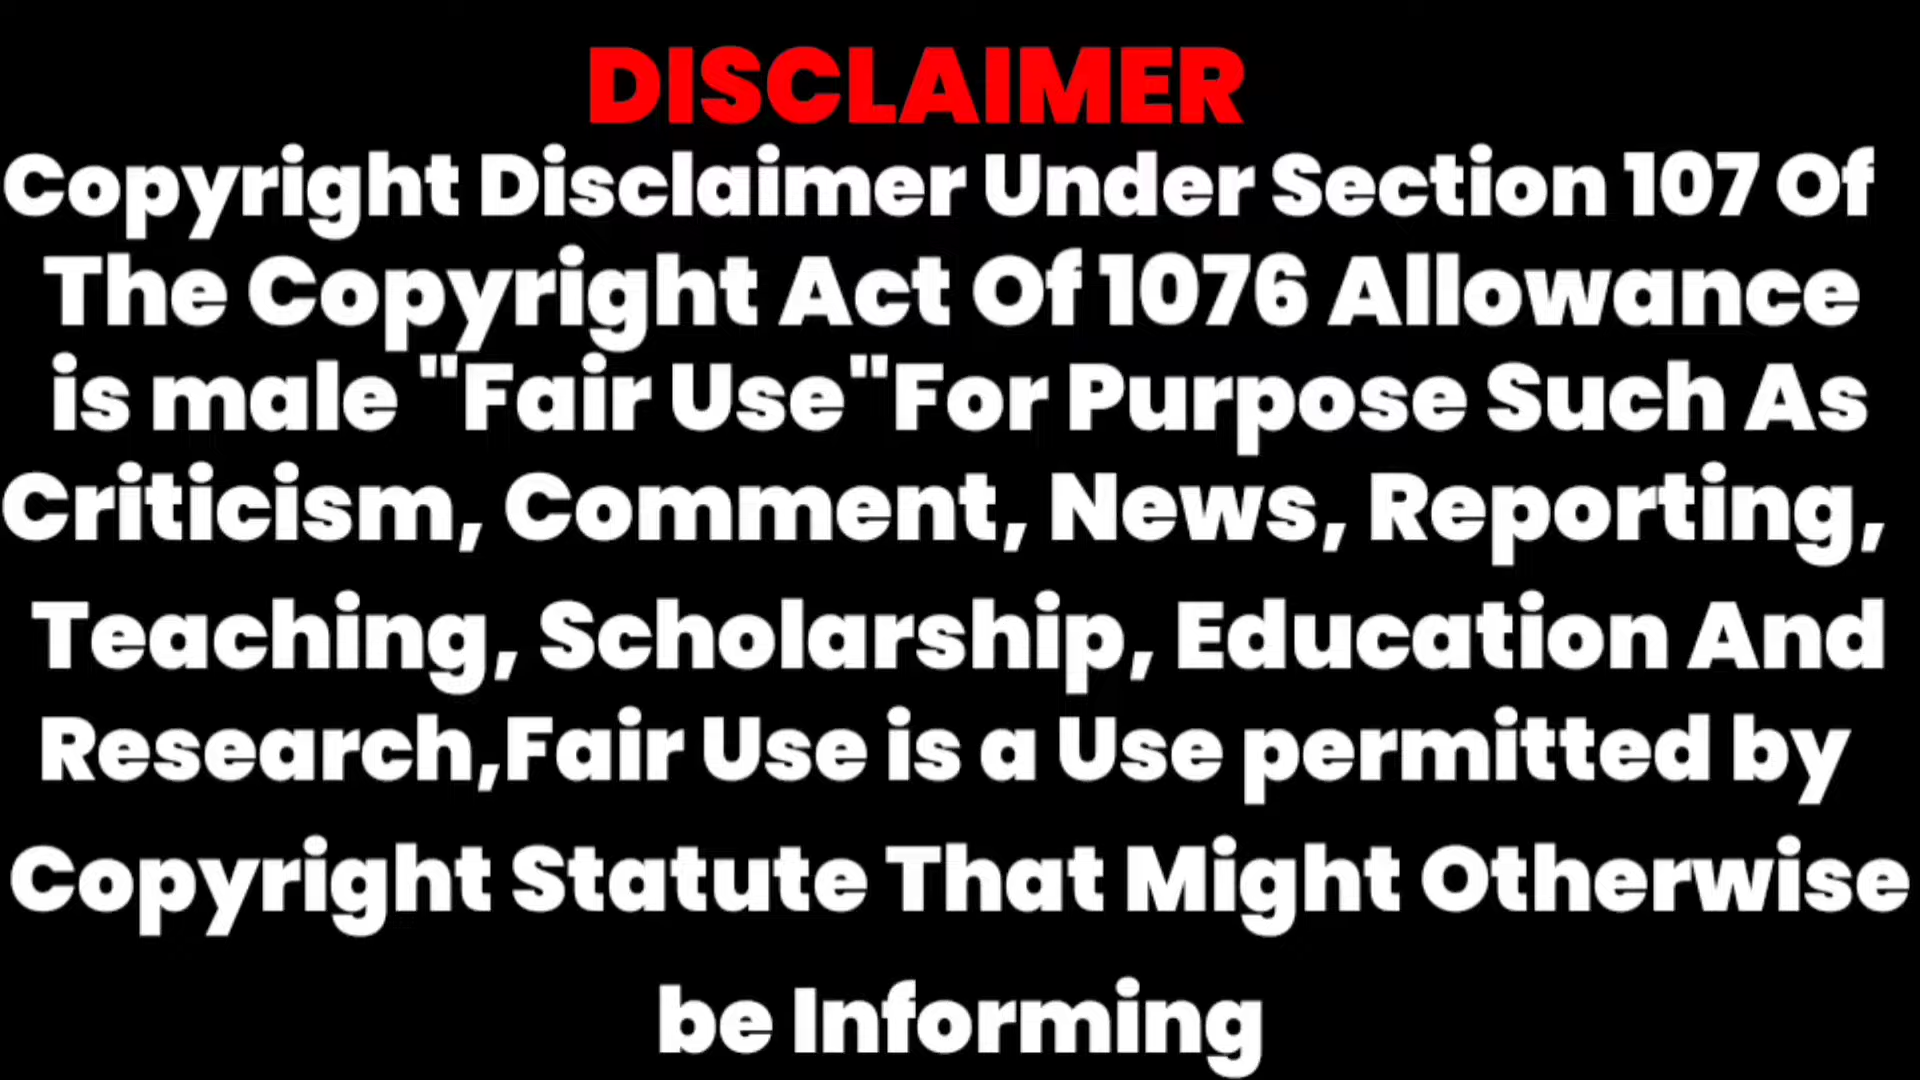 DISCLAIMER
Copyright Disclaimer Under Section 107 Of
The Copyright Act Of 1076 Allowance
is male "Fair Use"For Purpose Such As
Criticism, Comment, News, Reporting,
Teaching, Scholarship, Education And
Research,Fair Use is a Use permitted by
Copyright Statute That Might Otherwise
be Informing